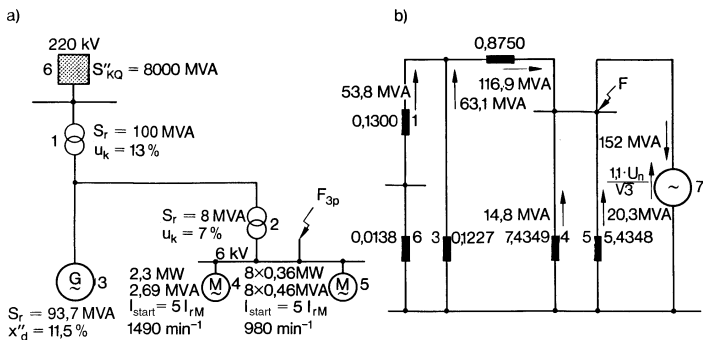 a)
220 kV
6
S″kQ = 8000 MVA
1
Sr = 100 MVA
uk = 13 %
Sr = 8 MVA
uk = 7 %
2
F3p
6 kV
G
~
3
Sr = 93,7 MVA
x″d = 11,5 %
2,3 MW
2,69 MVA
Istart = 5 IrM
1490 min⁻¹
M
~
4
8×0,36MW
8×0,46MVA
Istart = 5 IrM
980 min⁻¹
M
~
5
b)
0,8750
116,9 MVA
53,8 MVA
63,1 MVA
0,1300
1
F
152 MVA
1,1·Un
√3
~
7
14,8 MVA
20,3MVA
0,0138
6
3
0,1227
7,4349
4
5
5,4348